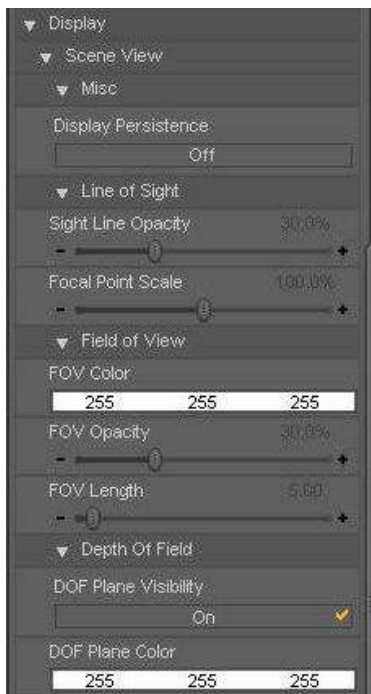 Display
Scene View
Misc
Display Persistence
Off
Line of Sight
Sight Line Opacity 30.0%
- +
Focal Point Scale 100.0%
- +
Field of View
FOV Color
255 255 255
FOV Opacity 30.0%
- +
FOV Length 5.00
- +
Depth Of Field
DOF Plane Visibility
On
DOF Plane Color
255 255 255